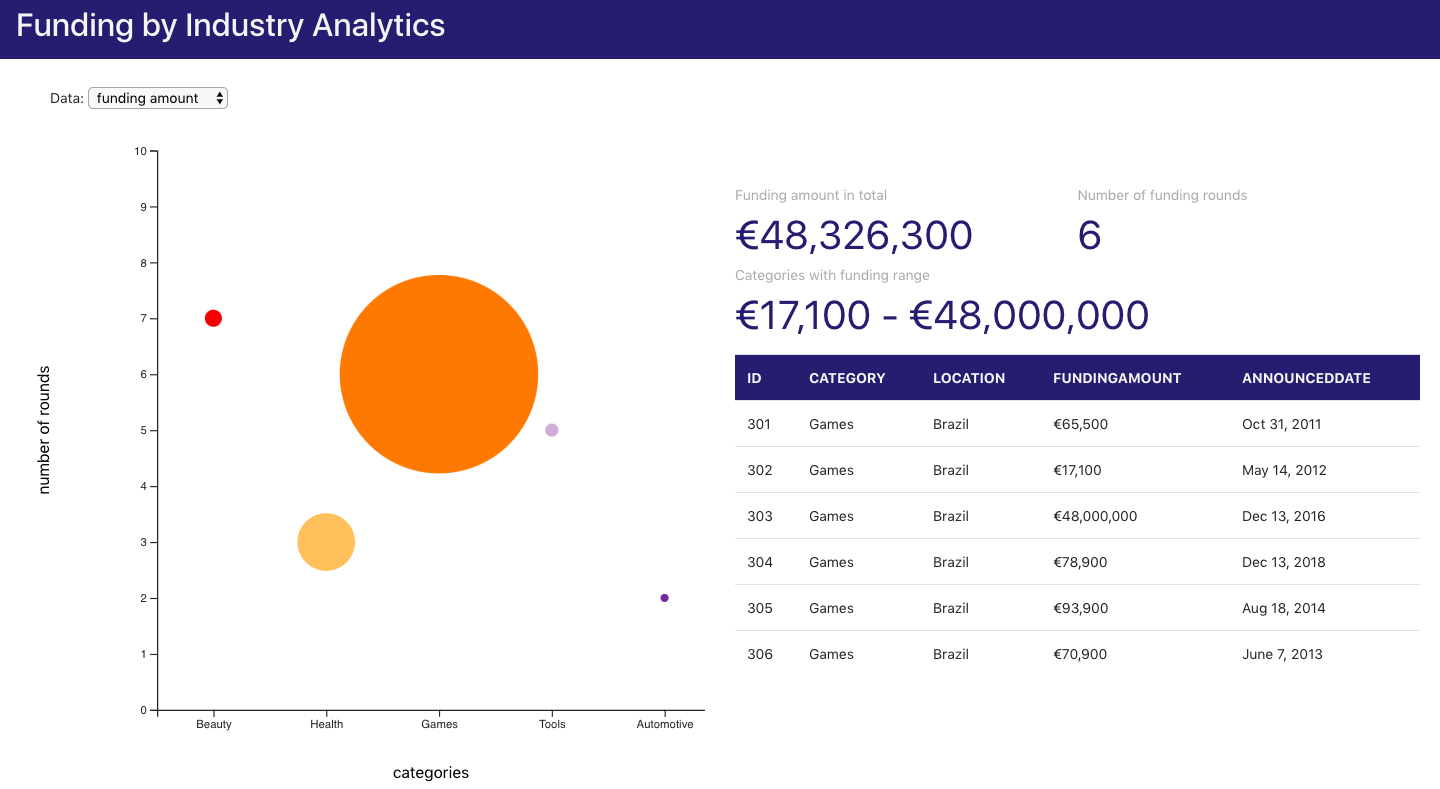 Funding by Industry Analytics
Data: funding amount
10
9
8
7
6
5
4
3
2
1
0
number of rounds
Beauty Health Games Tools Automotive
categories
Funding amount in total Number of funding rounds
€48,326,300 6
Categories with funding range
€17,100 - €48,000,000
ID CATEGORY LOCATION FUNDINGAMOUNT ANNOUNCEDDATE
301 Games Brazil €65,500 Oct 31, 2011
302 Games Brazil €17,100 May 14, 2012
303 Games Brazil €48,000,000 Dec 13, 2016
304 Games Brazil €78,900 Dec 13, 2018
305 Games Brazil €93,900 Aug 18, 2014
306 Games Brazil €70,900 June 7, 2013